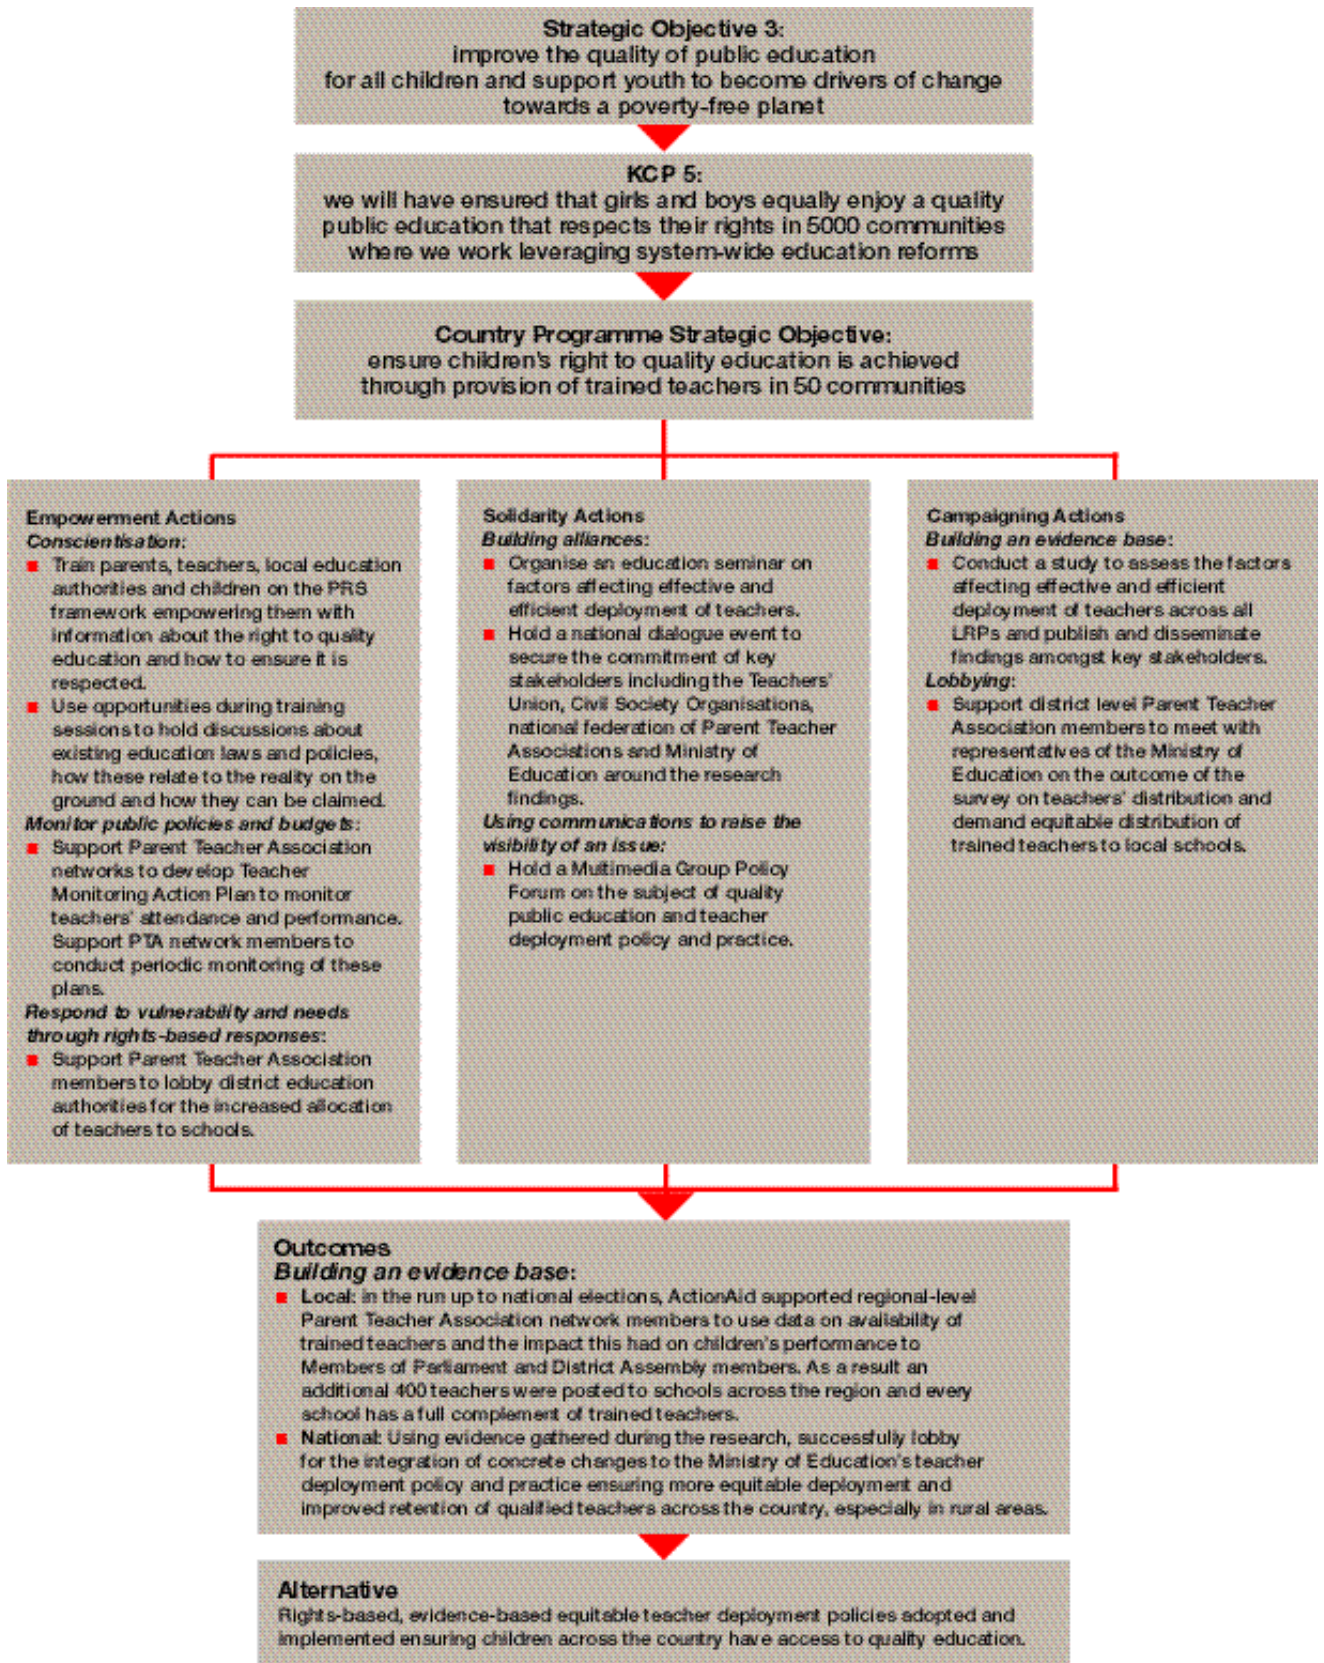 Strategic Objective 3:
improve the quality of public education
for all children and support youth to become drivers of change
towards a poverty-free planet
KCP 5:
we will have ensured that girls and boys equally enjoy a quality
public education that respects their rights in 5000 communities
where we work leveraging system-wide education reforms
Country Programme Strategic Objective:
ensure children's right to quality education is achieved
through provision of trained teachers in 50 communities
Empowerment Actions
Conscientisation:
Train parents, teachers, local education
authorities and children on the PRS
framework empowering them with
information about the right to quality
education and how to ensure it is
respected.
Use opportunities during training
sessions to hold discussions about
existing education laws and policies,
how these relate to the reality on the
ground and how they can be claimed.
Monitor public policies and budgets:
Support Parent Teacher Association
networks to develop Teacher
Monitoring Action Plan to monitor
teachers' attendance and performance.
Support PTA network members to
conduct periodic monitoring of these
plans.
Respond to vulnerability and needs
through rights-based responses:
Support Parent Teacher Association
members to lobby district education
authorities for the increased allocation
of teachers to schools.
Solidarity Actions
Building alliances:
Organise an education seminar on
factors affecting effective and
efficient deployment of teachers.
Hold a national dialogue event to
secure the commitment of key
stakeholders including the Teachers'
Union, Civil Society Organisations,
national federation of Parent Teacher
Associations and Ministry of
Education around the research
findings.
Using communications to raise the
visibility of an issue:
Hold a Multimedia Group Policy
Forum on the subject of quality
public education and teacher
deployment policy and practice.
Campaigning Actions
Building an evidence base:
Conduct a study to assess the factors
affecting effective and efficient
deployment of teachers across all
LRPs and publish and disseminate
findings amongst key stakeholders.
Lobbying:
Support district level Parent Teacher
Association members to meet with
representatives of the Ministry of
Education on the outcome of the
survey on teachers' distribution and
demand equitable distribution of
trained teachers to local schools.
Outcomes
Building an evidence base:
Local: in the run up to national elections, ActionAid supported regional-level
Parent Teacher Association network members to use data on availability of
trained teachers and the impact this had on children's performance to
Members of Parliament and District Assembly members. As a result an
additional 400 teachers were posted to schools across the region and every
school has a full complement of trained teachers.
National: Using evidence gathered during the research, successfully lobby
for the integration of concrete changes to the Ministry of Education's teacher
deployment policy and practice ensuring more equitable deployment and
improved retention of qualified teachers across the country, especially in rural areas.
Alternative
Rights-based, evidence-based equitable teacher deployment policies adopted and
implemented ensuring children across the country have access to quality education.